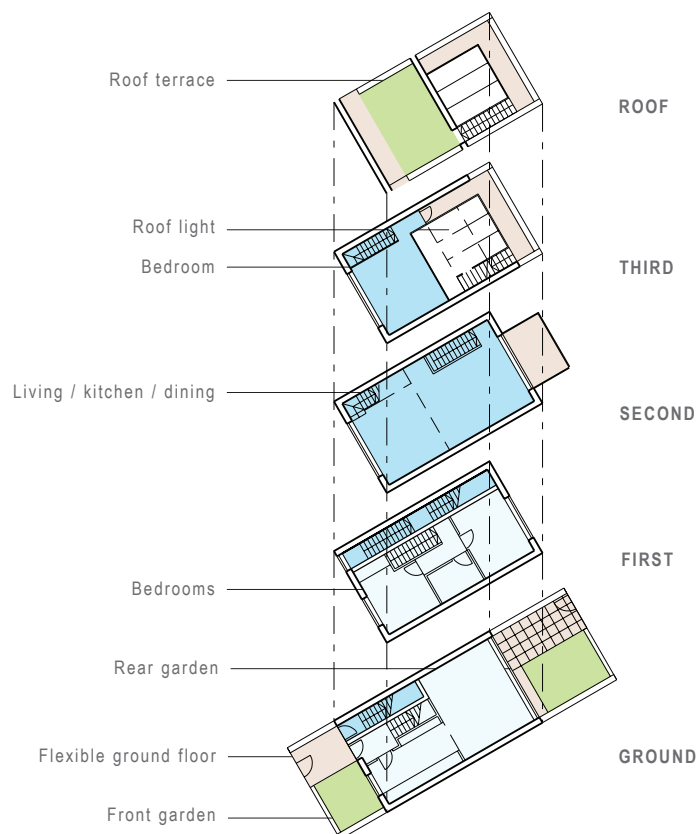 Roof terrace
ROOF
Roof light
Bedroom
THIRD
Living / kitchen / dining
SECOND
FIRST
Bedrooms
Rear garden
Flexible ground floor
GROUND
Front garden